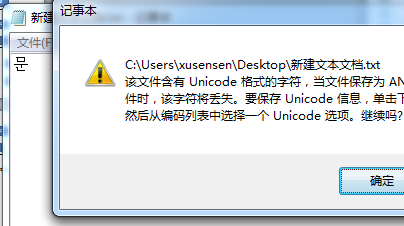 新建
记事本
文件(F
문
C:\Users\xusensen\Desktop\新建文本文档.txt
该文件含有 Unicode 格式的字符，当文件保存为 AN
件时，该字符将丢失。要保存 Unicode 信息，单击下
然后从编码列表中选择一个 Unicode 选项。继续吗?
确定